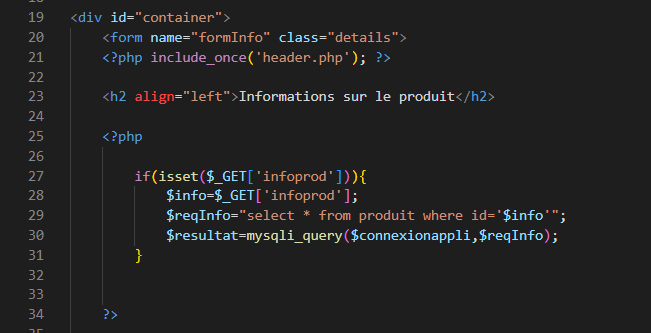 19 <div id="container">
20 <form name="formInfo" class="details">
21 <?php include_once('header.php'); ?>
22
23 <h2 align="left">Informations sur le produit</h2>
24
25 <?php
26
27 if(isset($_GET['infoprod'])){
28 $info=$_GET['infoprod'];
29 $reqInfo="select * from produit where id='$info'";
30 $resultat=mysqli_query($connexionappli,$reqInfo);
31 }
32
33
34 ?>